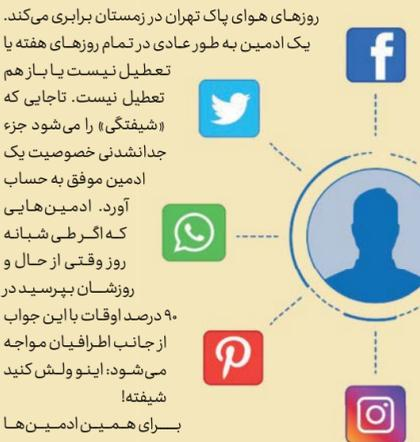 روزهای هوای پاک تهران در زمستان برابری می‌کند.
یک ادمین به طور عادی در تمام روزهای هفته یا
تعطیل نیست یا باز هم
تعطیل نیست. تاجایی که
«شیفتگی» را می‌شود جزء
جدانشدنی خصوصیت یک
ادمین موفق به حساب
آورد. ادمین‌هایی
که اگر طی شبانه
روز وقتی از حال و
روزشان بپرسید در
۹۰ درصد اوقات با این جواب
از جانب اطرافیان مواجه
می‌شود: اینو ولش کنید
شیفته!
برای همین ادمین‌ها